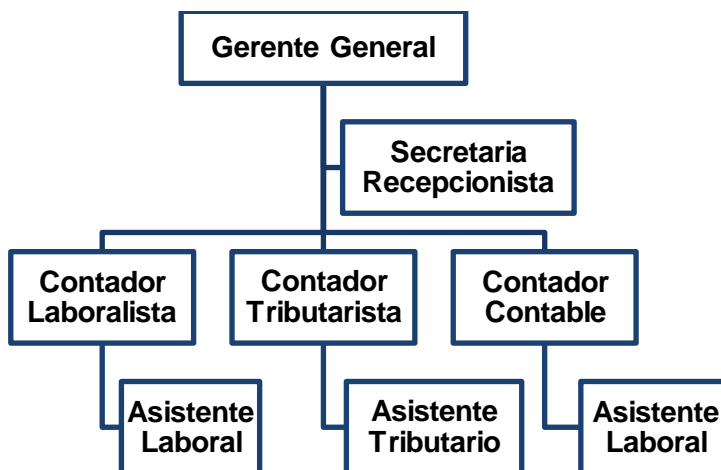 Gerente General
Secretaria
Recepcionista
Contador
Laboralista
Contador
Tributarista
Contador
Contable
Asistente
Laboral
Asistente
Tributario
Asistente
Laboral